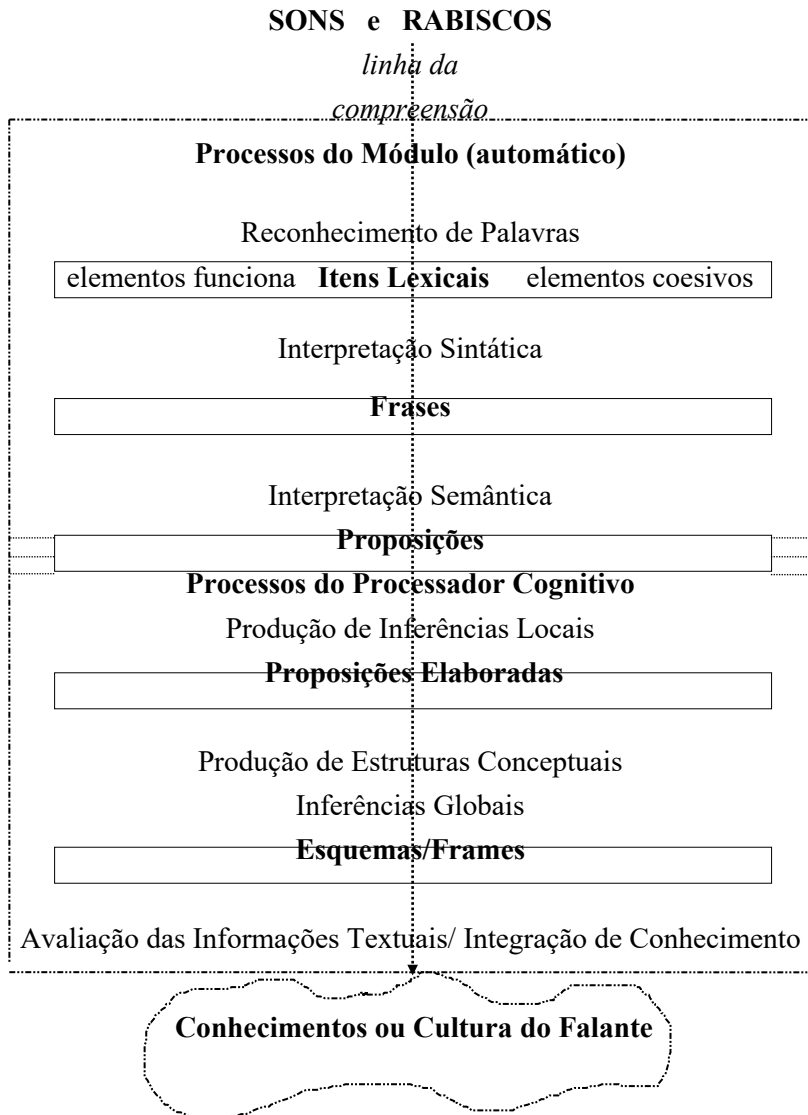 SONS e RABISCOS
linha da
compreensão
Processos do Módulo (automático)
Reconhecimento de Palavras
elementos funciona Itens Lexicais elementos coesivos
Interpretação Sintática
Frases
Interpretação Semântica
Proposições
Processos do Processador Cognitivo
Produção de Inferências Locais
Proposições Elaboradas
Produção de Estruturas Conceptuais
Inferências Globais
Esquemas/Frames
Avaliação das Informações Textuais/ Integração de Conhecimento
Conhecimentos ou Cultura do Falante